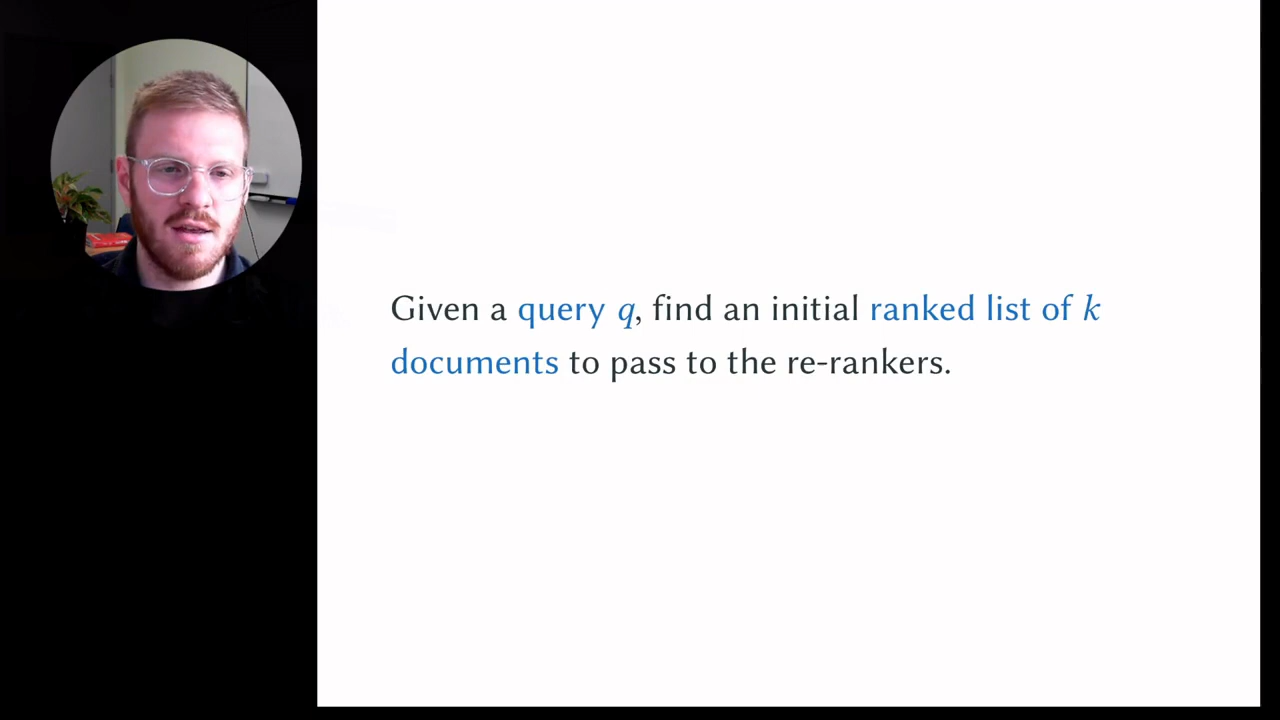 Given a query q, find an initial ranked list of k
documents to pass to the re-rankers.